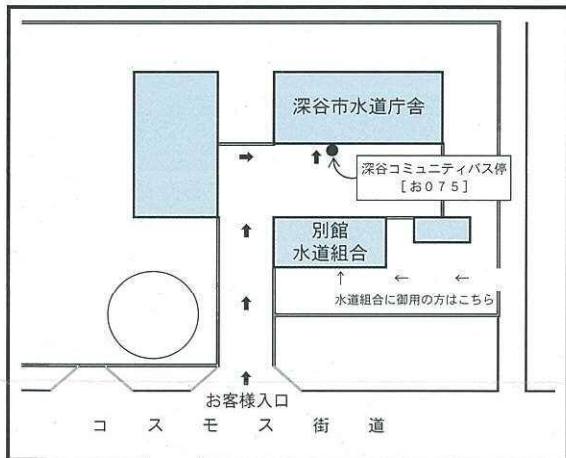 深谷市水道庁舎
深谷コミュニティバス停
[お075]
別館
水道組合
水道組合に御用の方はこちら
お客様入口
コスモス街道